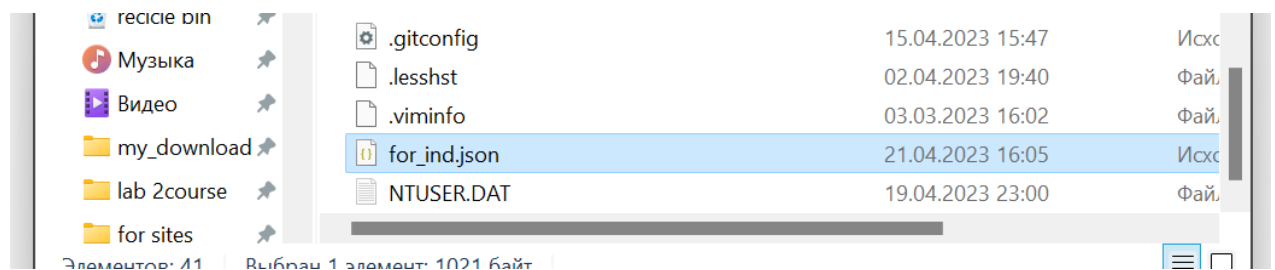 recicle bin
Музыка
Видео
my_download
lab 2course
for sites
.gitconfig 15.04.2023 15:47 Исхо
.lesshst 02.04.2023 19:40 Фай
.viminfo 03.03.2023 16:02 Фай
for_ind.json 21.04.2023 16:05 Исхо
NTUSER.DAT 19.04.2023 23:00 Фай
Элементов: 41 Выбран 1 элемент: 1021 байт